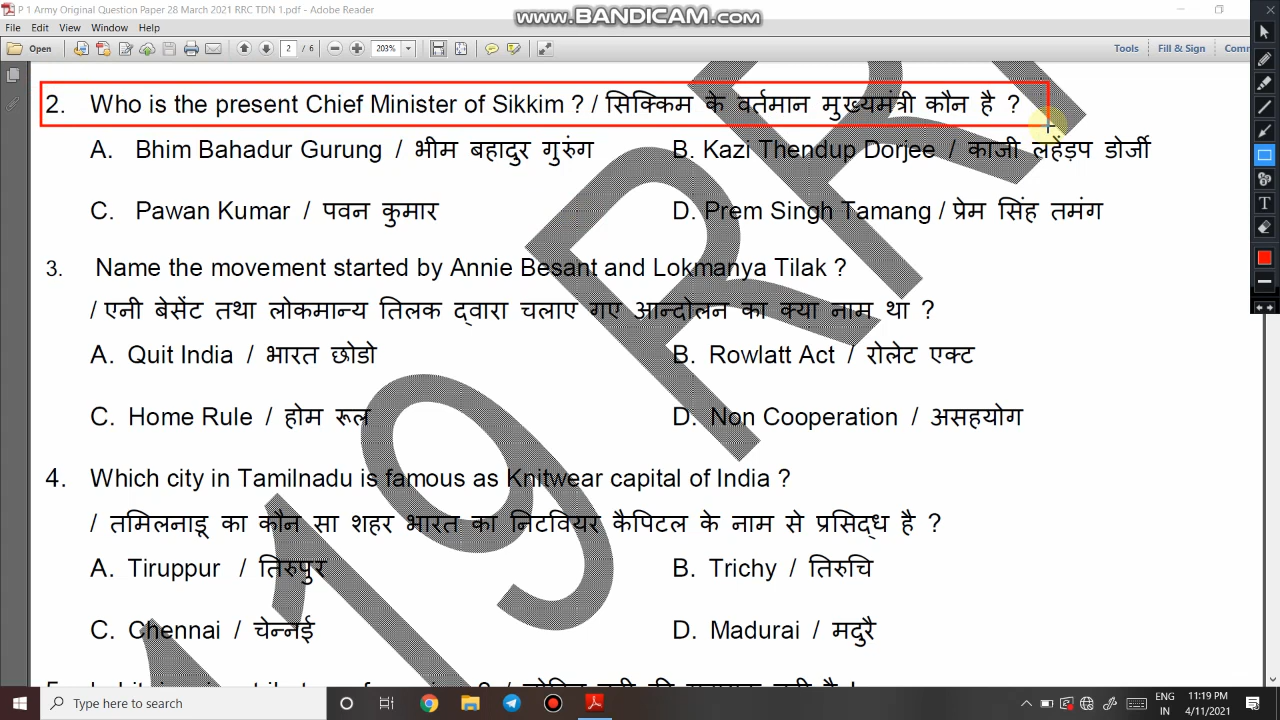 P 1 Army Original Question Paper 28 March 2021 RRC TDN 1.pdf - Adobe Reader
www.BANDICAM.com
File Edit View Window Help
Open 2 / 6 203% Tools Fill & Sign Comm
2. Who is the present Chief Minister of Sikkim ? / सिक्किम के वर्तमान मुख्यमंत्री कौन है ?
A. Bhim Bahadur Gurung / भीम बहादुर गुरुंग B. Kazi Thendup Dorjee / काजी लहेंड़प डोर्जी
C. Pawan Kumar / पवन कुमार D. Prem Singh Tamang / प्रेम सिंह तमंग
3. Name the movement started by Annie Besant and Lokmanya Tilak ?
/ एनी बेसेंट तथा लोकमान्य तिलक द्वारा चलाए गए आन्दोलन का क्या नाम था ?
A. Quit India / भारत छोडो B. Rowlatt Act / रोलेट एक्ट
C. Home Rule / होम रूल D. Non Cooperation / असहयोग
4. Which city in Tamilnadu is famous as Knitwear capital of India ?
/ तमिलनाडू का कौन सा शहर भारत का निटवियर कैपिटल के नाम से प्रसिद्ध है ?
A. Tiruppur / तिरुपुर B. Trichy / तिरुचि
C. Chennai / चेन्नई D. Madurai / मदुरै
19 RR
Type here to search ENG 11:19 PM
IN 4/11/2021